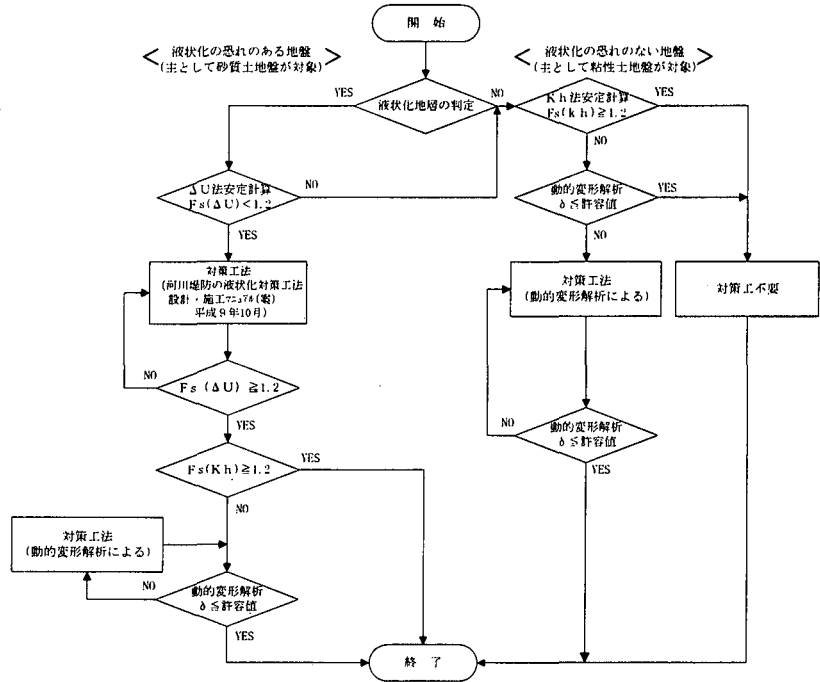 開 始
液状化の恐れのある地盤
(主として砂質土地盤が対象)
液状化の恐れのない地盤
(主として粘性土地盤が対象)
YES
液状化地層の判定
NO
Kh法安定計算
Fs(kh)≧1.2
YES
NO
ΔU法安定計算
Fs(ΔU)<1.2
NO
YES
動的変形解析
δ≦許容値
YES
NO
対策工法
(河川堤防の液状化対策工法
設計・施工マニュアル(案)
平成9年10月)
対策工法
(動的変形解析による)
対策工不要
NO
Fs(ΔU)≧1.2
YES
NO
動的変形解析
δ≦許容値
YES
Fs(Kh)≧1.2
YES
NO
対策工法
(動的変形解析による)
NO
動的変形解析
δ≦許容値
YES
終 了